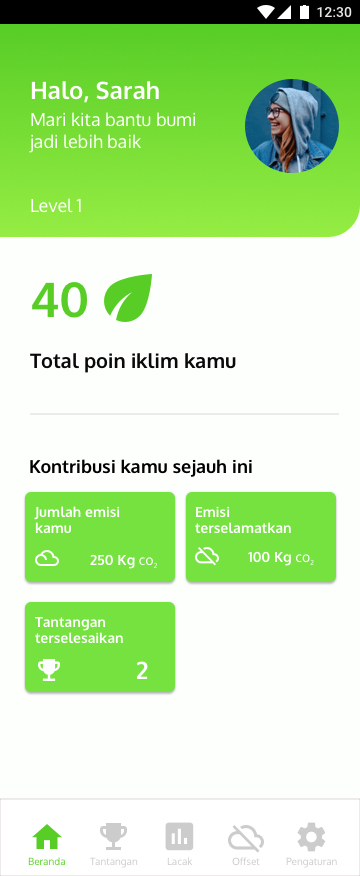 12:30
Halo, Sarah
Mari kita bantu bumi
jadi lebih baik
Level 1
40
Total poin iklim kamu
Kontribusi kamu sejauh ini
Jumlah emisi
kamu
250 Kg CO₂
Emisi
terselamatkan
100 Kg CO₂
Tantangan
terselesaikan
2
Beranda
Tantangan
Lacak
Offset
Pengaturan